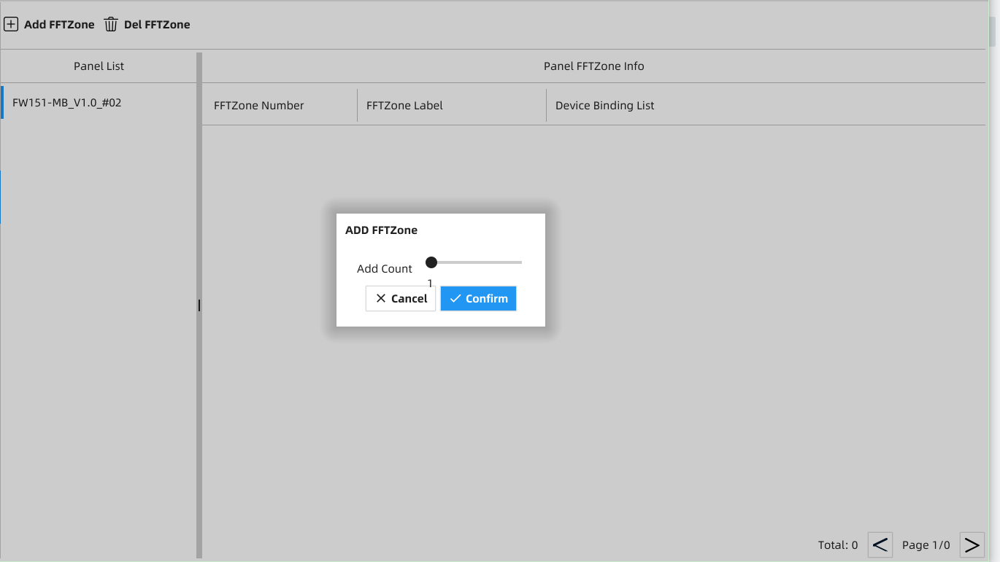 Add FFTZone Del FFTZone
Panel List
Panel FFTZone Info
FW151-MB_V1.0_#02
FFTZone Number FFTZone Label Device Binding List
ADD FFTZone
Add Count
1
Cancel Confirm
Total: 0 < Page 1/0 >